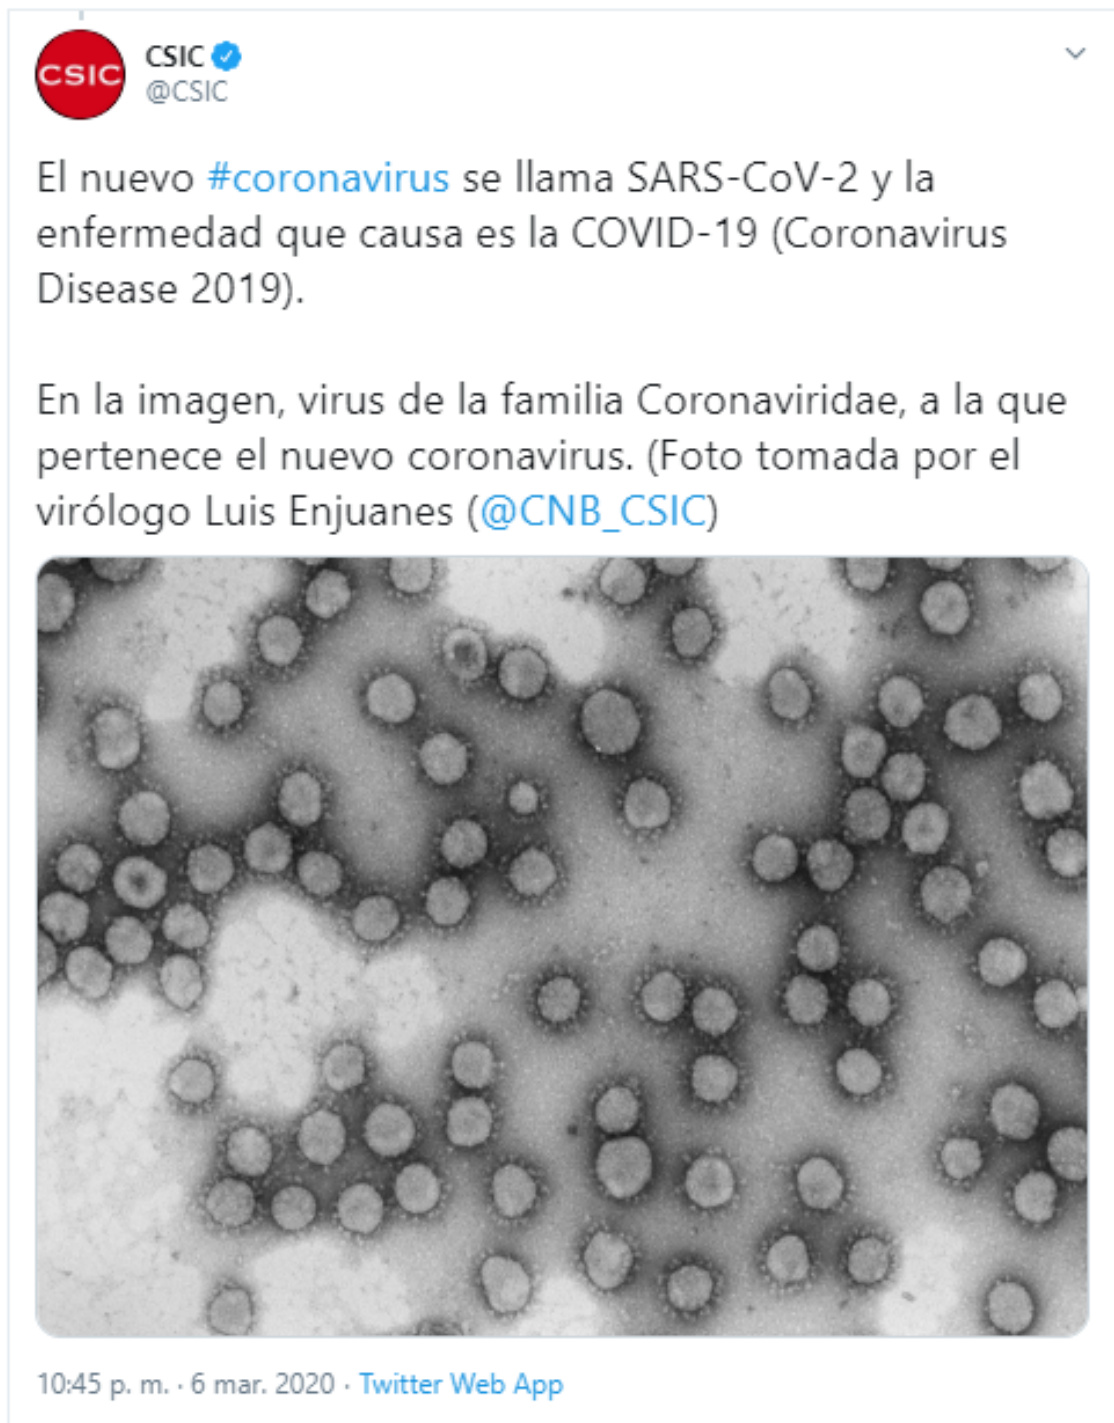 CSIC
CSIC
@CSIC
El nuevo #coronavirus se llama SARS-CoV-2 y la
enfermedad que causa es la COVID-19 (Coronavirus
Disease 2019).
En la imagen, virus de la familia Coronaviridae, a la que
pertenece el nuevo coronavirus. (Foto tomada por el
virólogo Luis Enjuanes (@CNB_CSIC)
10:45 p. m. · 6 mar. 2020 · Twitter Web App